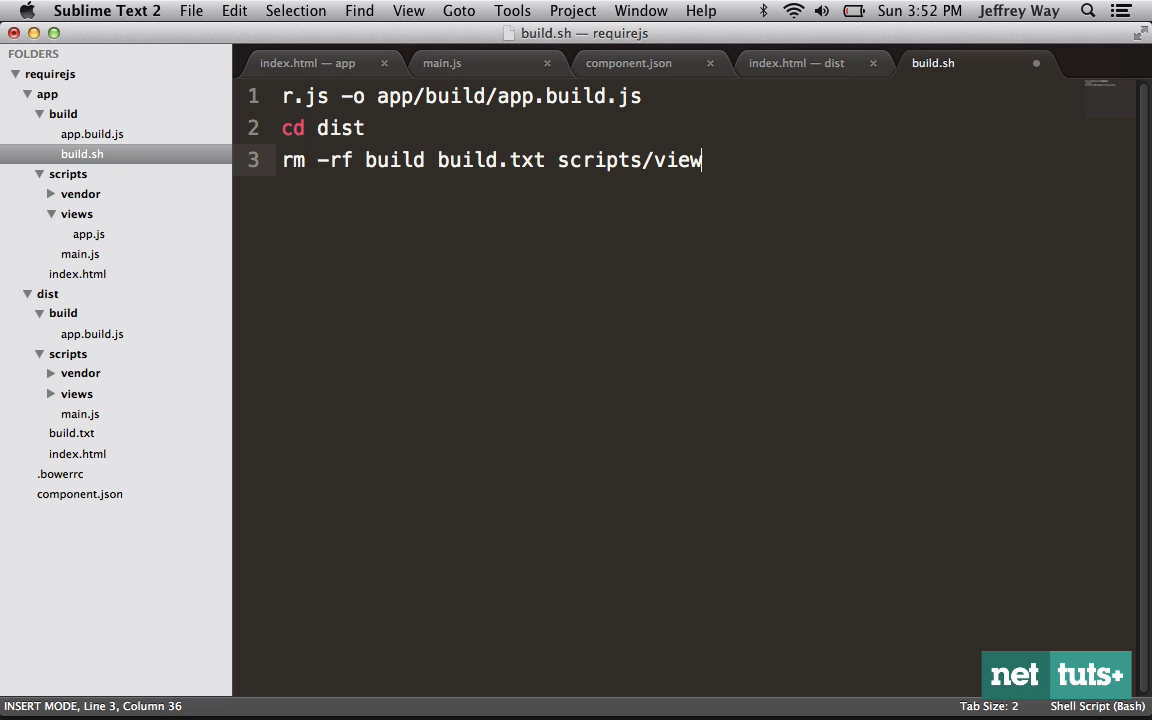 Sublime Text 2 File Edit Selection Find View Goto Tools Project Window Help Sun 3:52 PM Jeffrey Way
build.sh — requirejs
FOLDERS
requirejs
app
build
app.build.js
build.sh
scripts
vendor
views
app.js
main.js
index.html
dist
build
app.build.js
scripts
vendor
views
main.js
build.txt
index.html
.bowerrc
component.json
index.html — app × main.js × component.json × index.html — dist × build.sh
1 r.js -o app/build/app.build.js
2 cd dist
3 rm -rf build build.txt scripts/view
net tuts+
INSERT MODE, Line 3, Column 36 Tab Size: 2 Shell Script (Bash)